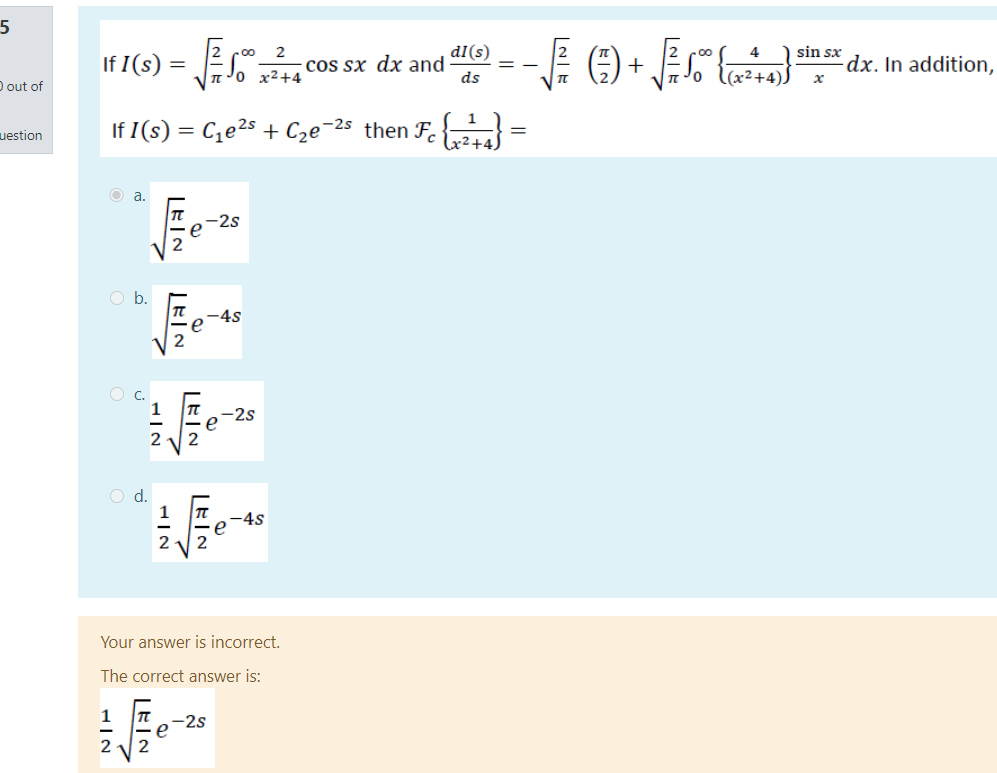 5
0 out of
uestion
If I(s) = √(2/π) ∫₀^∞ 2/(x²+4) cos sx dx and dI(s)/ds = −√(2/π) (π/2) + √(2/π) ∫₀^∞ {4/((x²+4)} sin sx/x dx. In addition,
If I(s) = C₁e^(2s) + C₂e^(−2s) then ℱ_c {1/(x²+4)} =
a. √(π/2) e^(−2s)
b. √(π/2) e^(−4s)
c. 1/2 √(π/2) e^(−2s)
d. 1/2 √(π/2) e^(−4s)
Your answer is incorrect.
The correct answer is:
1/2 √(π/2) e^(−2s)